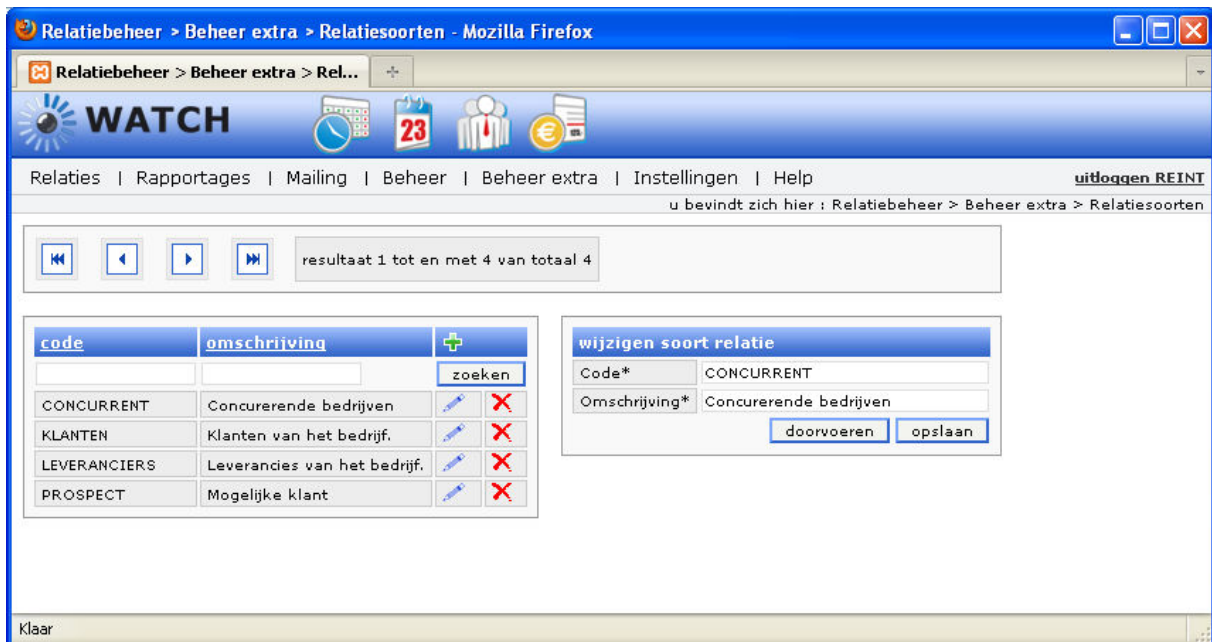 Relatiebeheer > Beheer extra > Relatiesoorten - Mozilla Firefox
Relatiebeheer > Beheer extra > Rel...
WATCH
23
Relaties | Rapportages | Mailing | Beheer | Beheer extra | Instellingen | Help
uitloggen REINT
u bevindt zich hier : Relatiebeheer > Beheer extra > Relatiesoorten
resultaat 1 tot en met 4 van totaal 4
code omschrijving
zoeken
CONCURRENT Concurerende bedrijven
KLANTEN Klanten van het bedrijf.
LEVERANCIERS Leverancies van het bedrijf.
PROSPECT Mogelijke klant
wijzigen soort relatie
Code* CONCURRENT
Omschrijving* Concurerende bedrijven
doorvoeren opslaan
Klaar